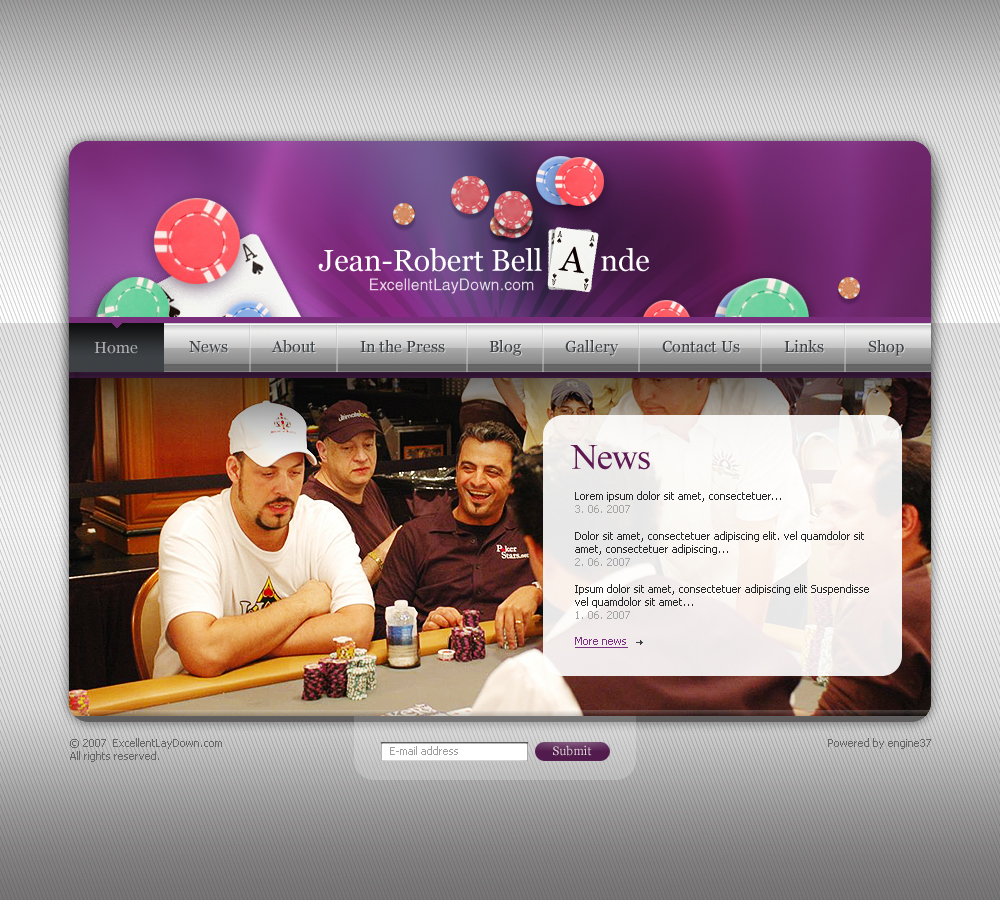 Jean-Robert Bell A nde
ExcellentLayDown.com
Home News About In the Press Blog Gallery Contact Us Links Shop
Poker
Stars.com
News
Lorem ipsum dolor sit amet, consectetuer...
3. 06. 2007
Dolor sit amet, consectetuer adipiscing elit. vel quamdolor sit
amet, consectetuer adipiscing...
2. 06. 2007
Ipsum dolor sit amet, consectetuer adipiscing elit Suspendisse
vel quamdolor sit amet...
1. 06. 2007
More news
© 2007 ExcellentLayDown.com
All rights reserved.
E-mail address
Submit
Powered by engine37